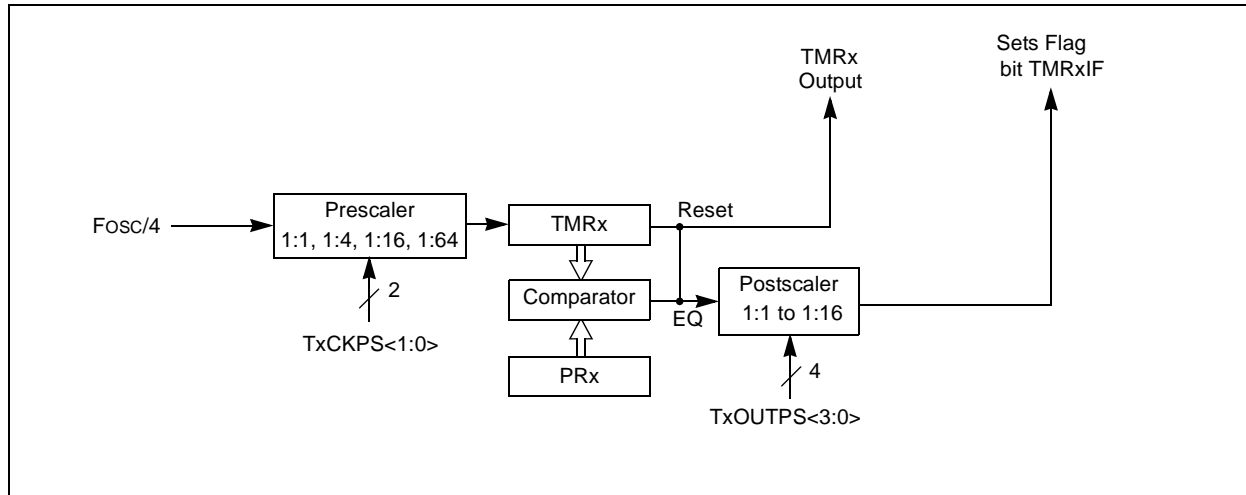 TMRx
Output
Sets Flag
bit TMRxIF
FOSC/4
Prescaler
1:1, 1:4, 1:16, 1:64
2
TxCKPS<1:0>
TMRx
Reset
Comparator
EQ
PRx
Postscaler
1:1 to 1:16
4
TxOUTPS<3:0>